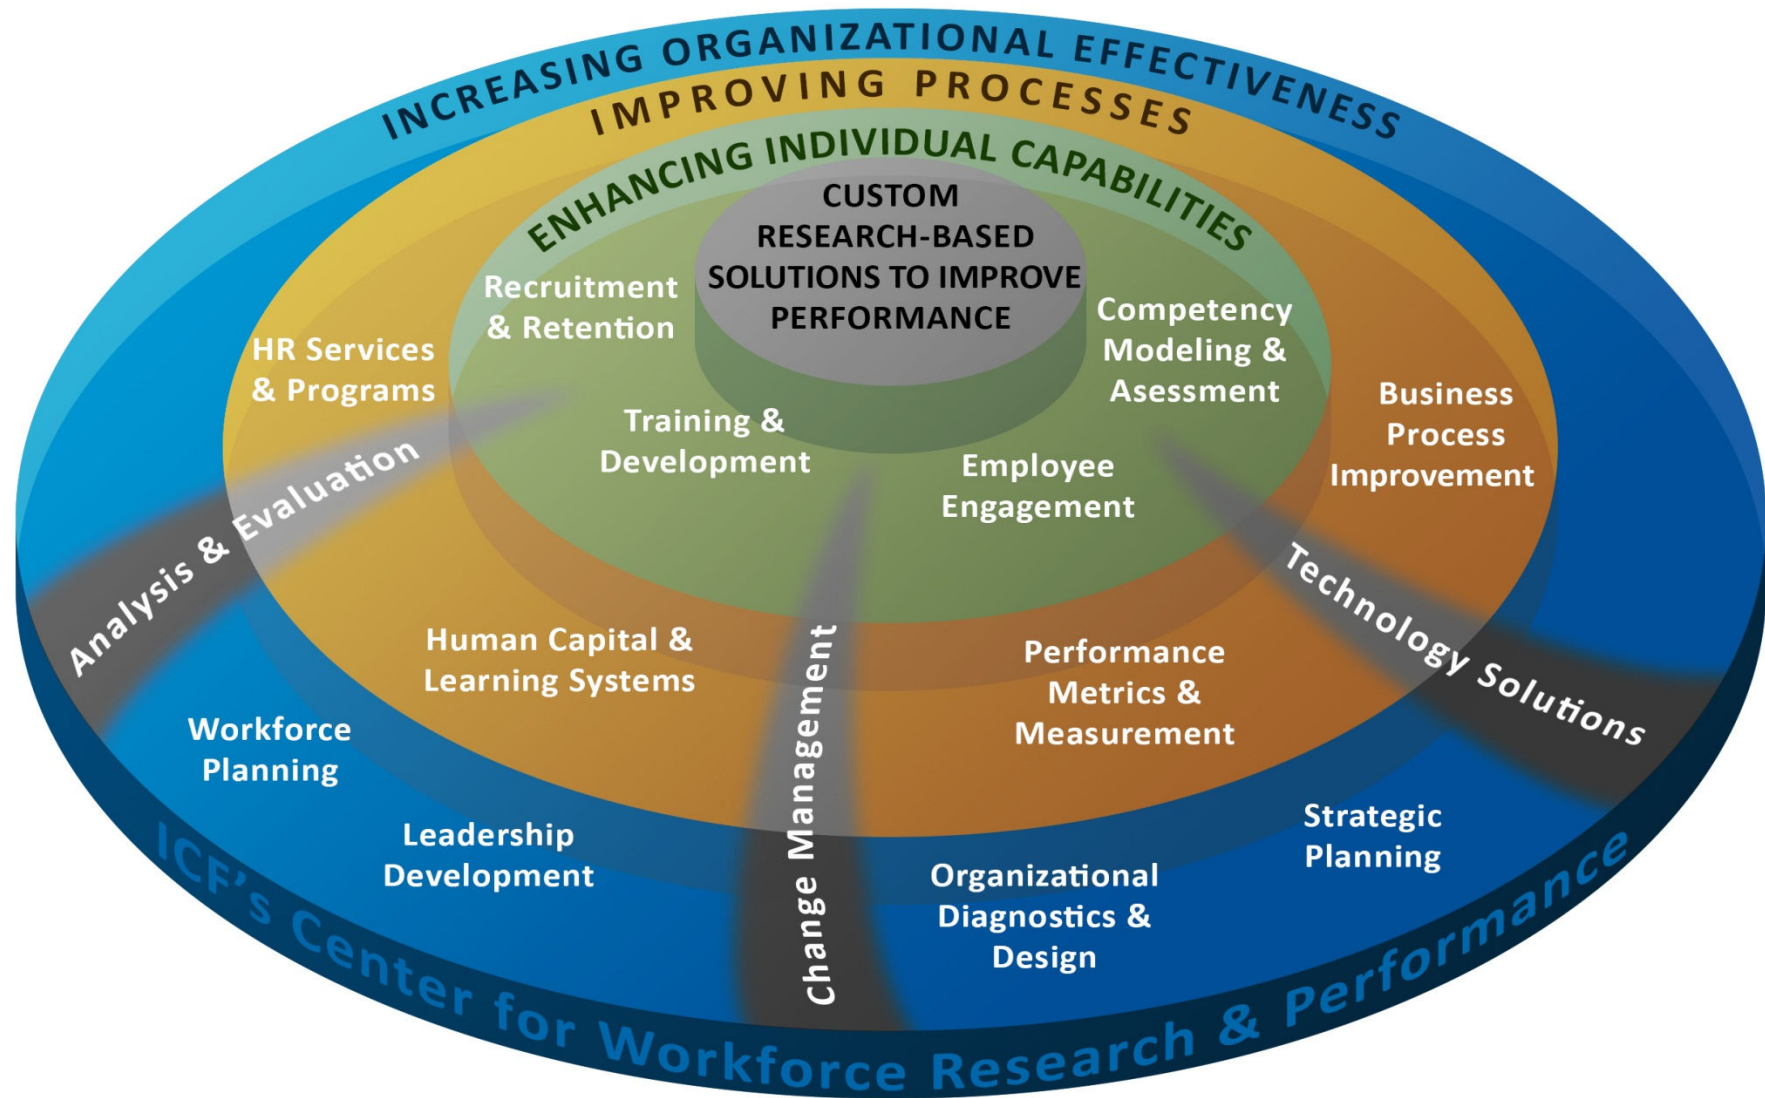 INCREASING ORGANIZATIONAL EFFECTIVENESS
IMPROVING PROCESSES
ENHANCING INDIVIDUAL CAPABILITIES
CUSTOM
RESEARCH-BASED
SOLUTIONS TO IMPROVE
PERFORMANCE
Recruitment
& Retention
Training &
Development
Employee
Engagement
Competency
Modeling &
Asessment
HR Services
& Programs
Human Capital &
Learning Systems
Performance
Metrics &
Measurement
Business
Process
Improvement
Analysis & Evaluation
Change Management
Technology Solutions
Workforce
Planning
Leadership
Development
Organizational
Diagnostics &
Design
Strategic
Planning
ICF's Center for Workforce Research & Performance